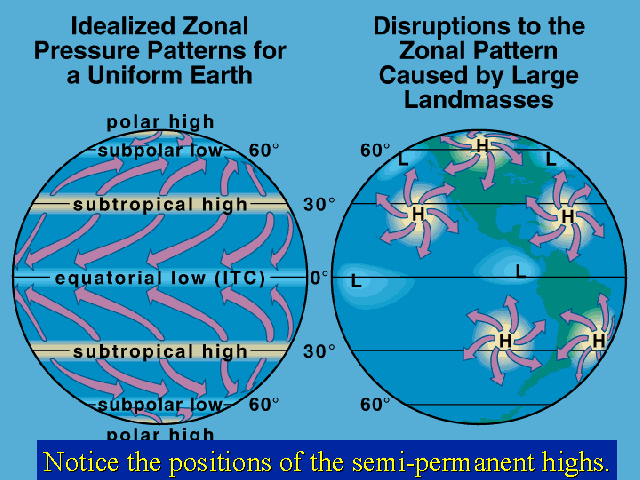 Idealized Zonal
Pressure Patterns for
a Uniform Earth
Disruptions to the
Zonal Pattern
Caused by Large
Landmasses
polar high
subpolar low 60°
subtropical high 30°
equatorial low (ITC) 0°
subtropical high 30°
subpolar low 60°
polar high
60° L H L
H H
L L
H H
60°
Notice the positions of the semi-permanent highs.